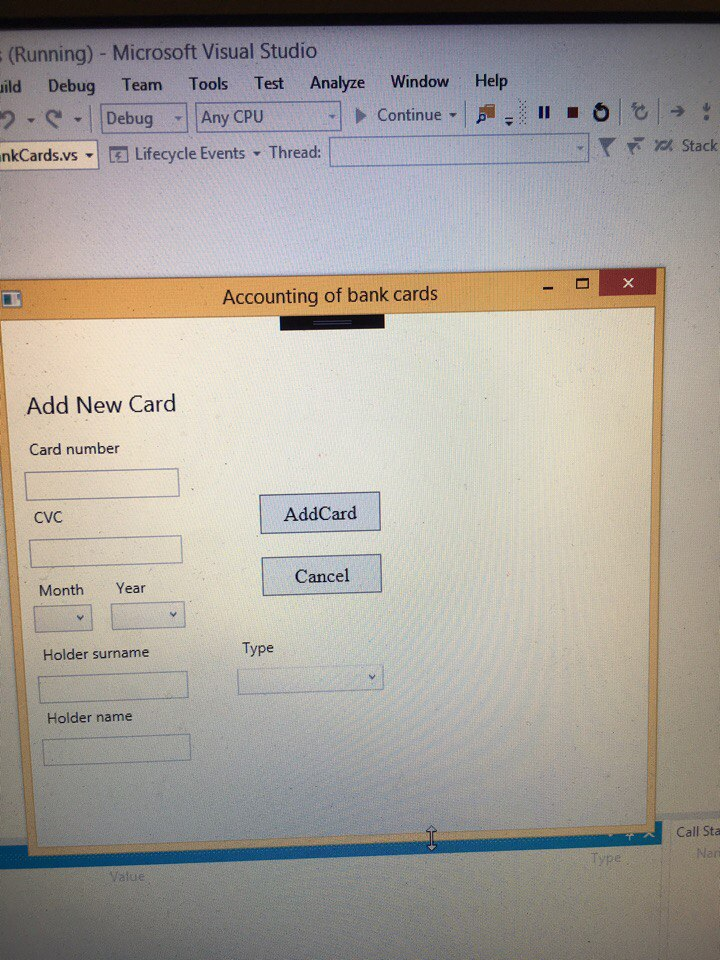 (Running) - Microsoft Visual Studio
Debug Team Tools Test Analyze Window Help
Debug Any CPU Continue
nkCards.vs Lifecycle Events Thread: Stack
Accounting of bank cards
Add New Card
Card number
CVC
AddCard
Cancel
Month Year
Holder surname
Type
Holder name
Call Sta
Value
Type
Nam